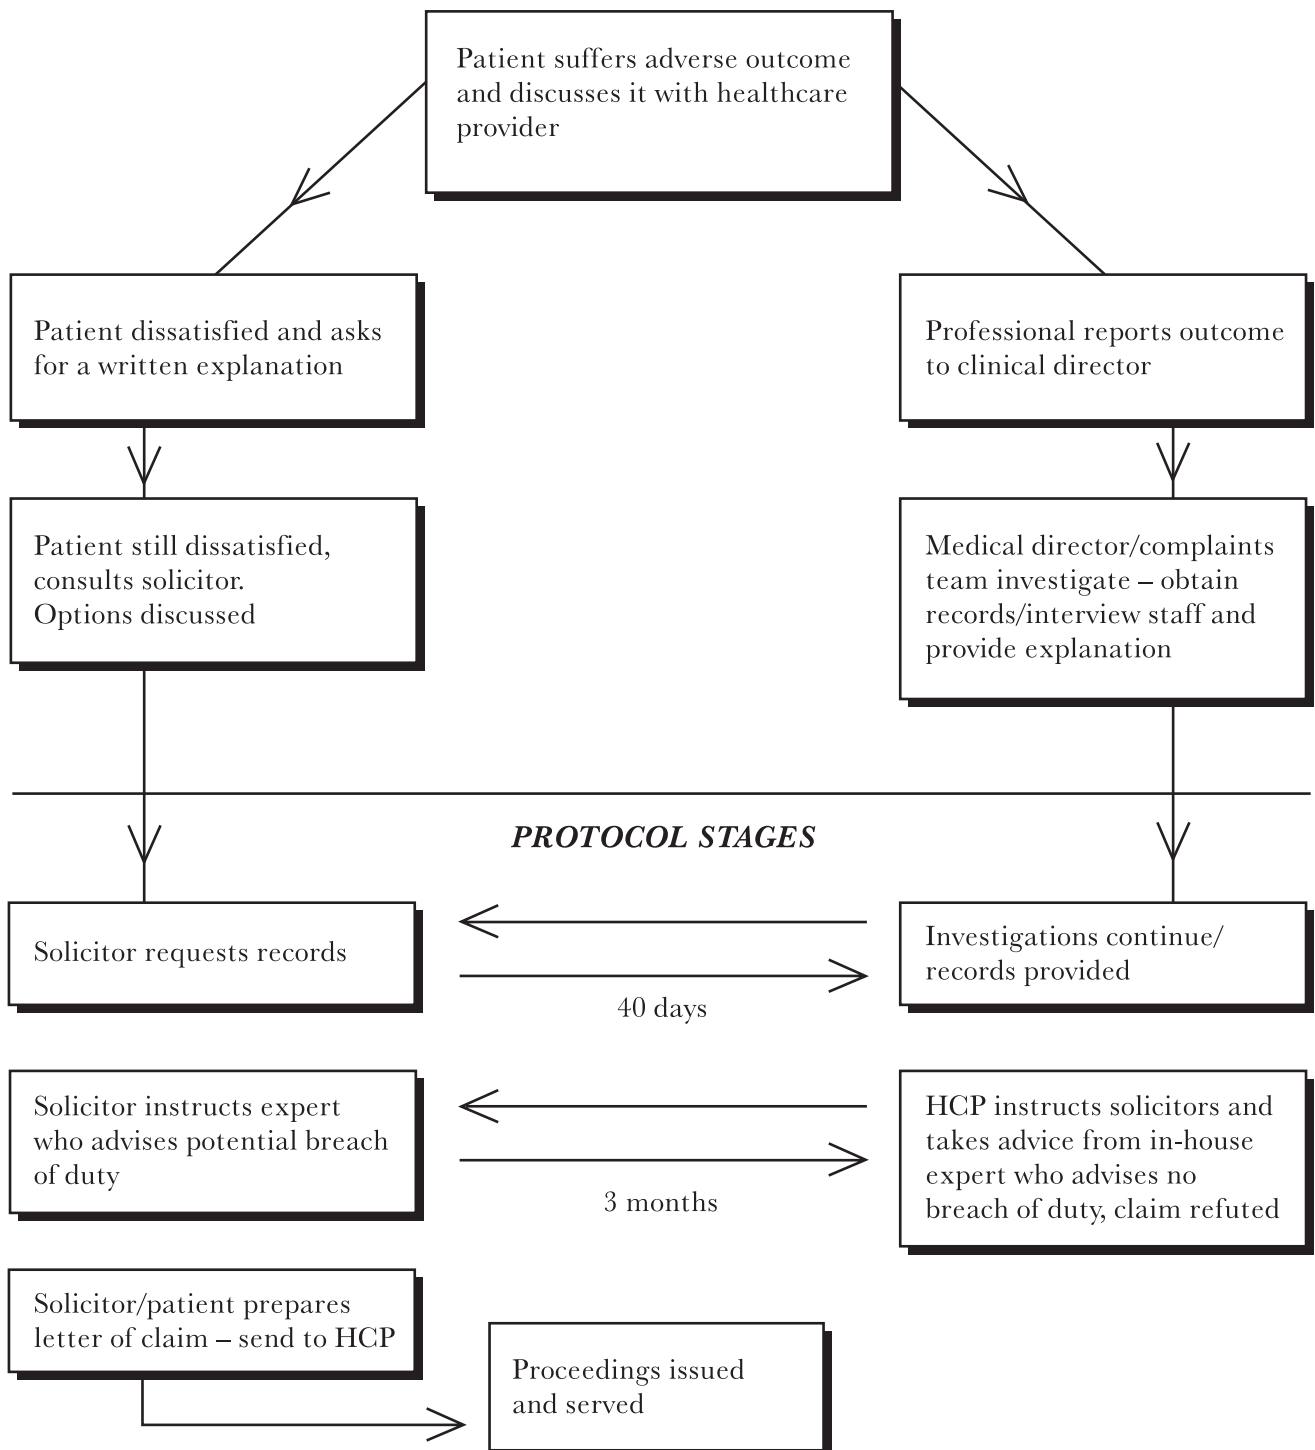 Patient suffers adverse outcome
and discusses it with healthcare
provider
Patient dissatisfied and asks
for a written explanation
Professional reports outcome
to clinical director
Patient still dissatisfied,
consults solicitor.
Options discussed
Medical director/complaints
team investigate – obtain
records/interview staff and
provide explanation
PROTOCOL STAGES
Solicitor requests records
40 days
Investigations continue/
records provided
Solicitor instructs expert
who advises potential breach
of duty
3 months
HCP instructs solicitors and
takes advice from in-house
expert who advises no
breach of duty, claim refuted
Solicitor/patient prepares
letter of claim – send to HCP
Proceedings issued
and served